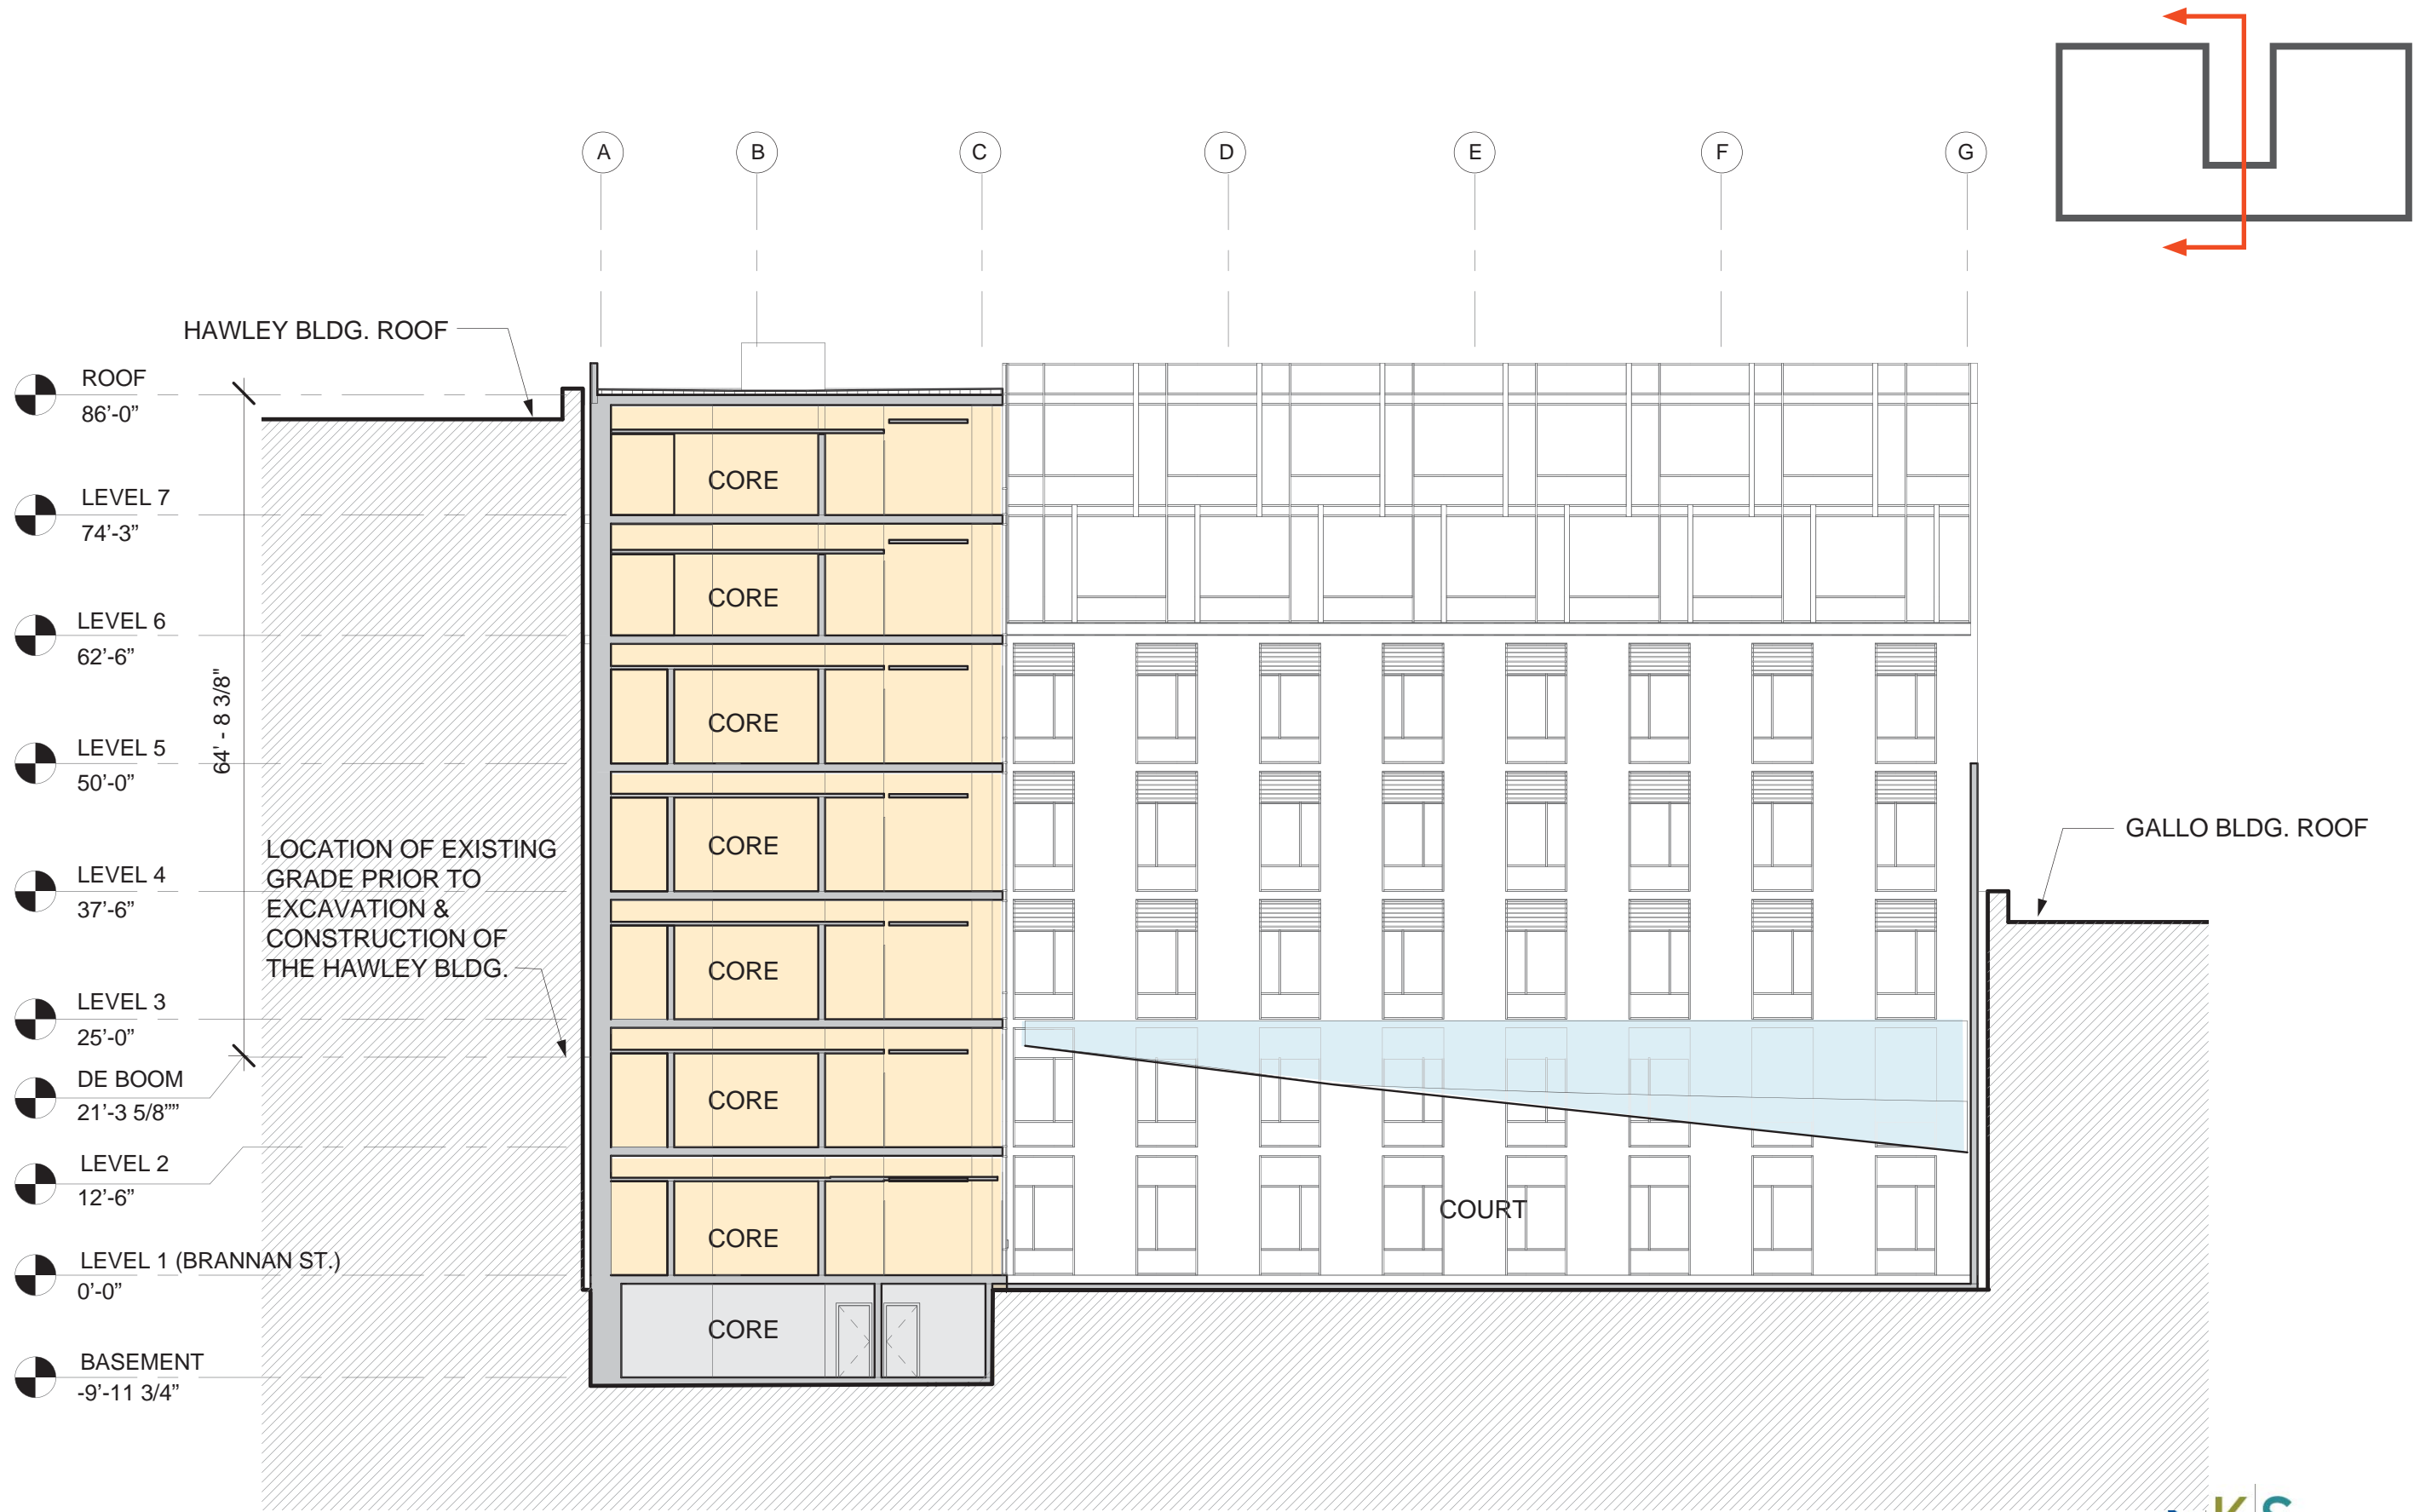 A
B
C
D
E
F
G
HAWLEY BLDG. ROOF
ROOF
86’-0”
CORE
LEVEL 7
74’-3”
CORE
LEVEL 6
62’-6”
64' - 8 3/8"
CORE
LEVEL 5
50’-0”
GALLO BLDG. ROOF
CORE
LOCATION OF EXISTING
GRADE PRIOR TO
EXCAVATION &
CONSTRUCTION OF
THE HAWLEY BLDG.
LEVEL 4
37’-6”
CORE
LEVEL 3
25’-0”
DE BOOM
21’-3 5/8””
CORE
LEVEL 2
12’-6”
COURT
CORE
LEVEL 1 (BRANNAN ST.)
0’-0”
CORE
BASEMENT
-9’-11 3/4”
K|S